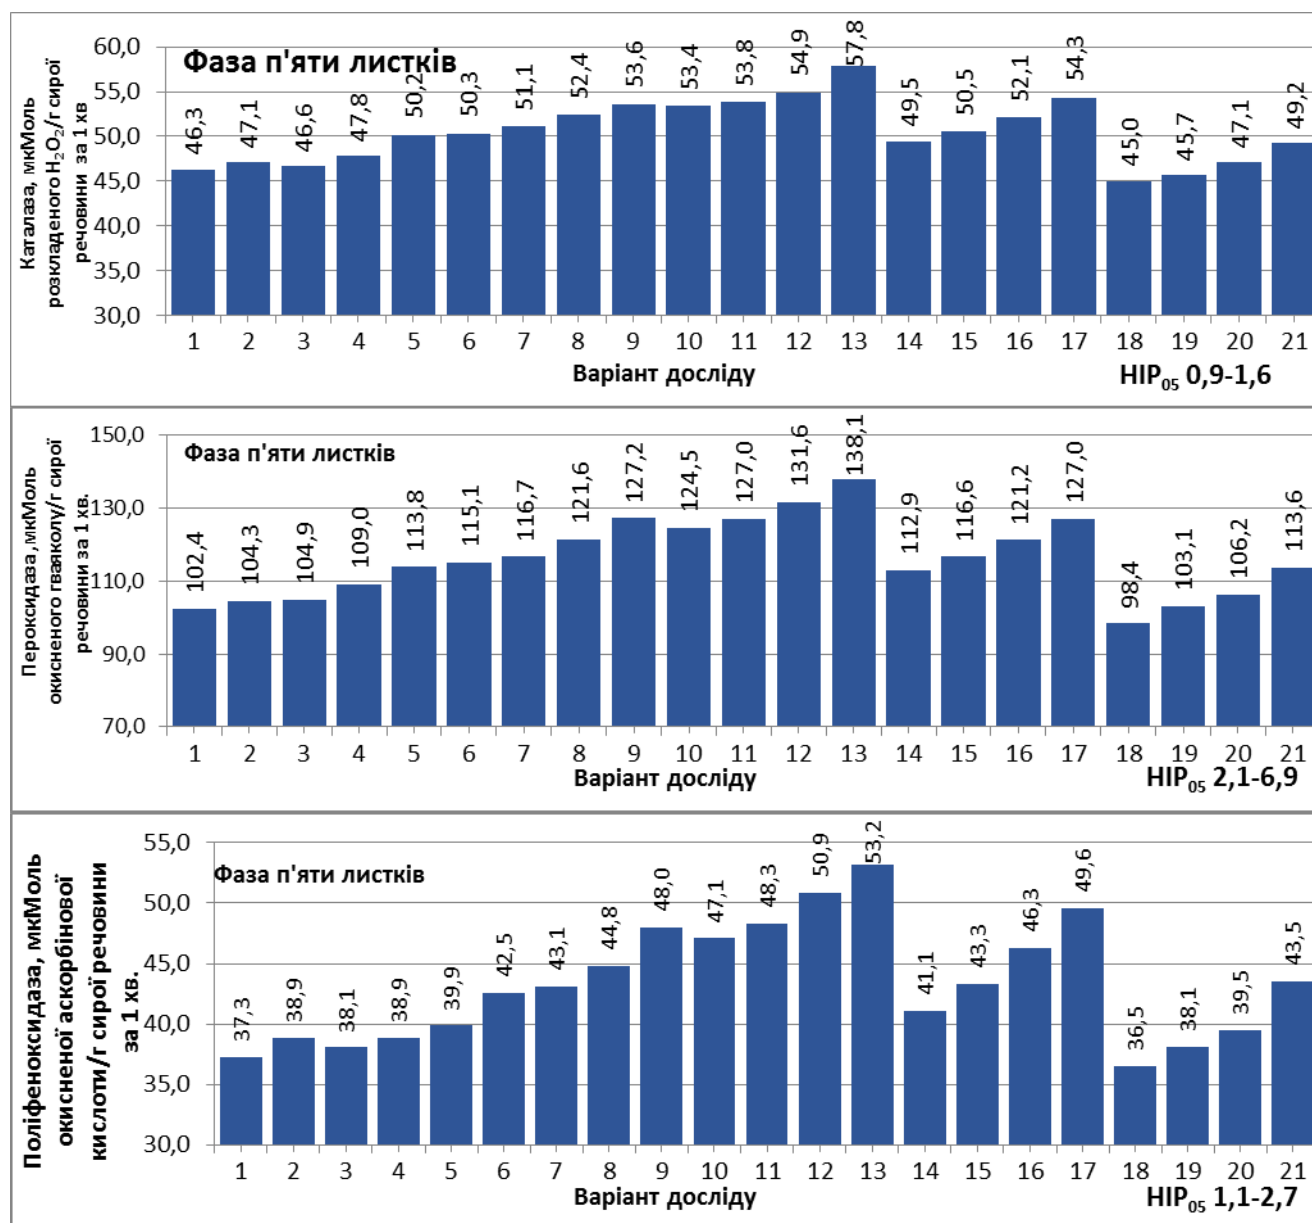 Фаза п'яти листків
Каталаза, мкМоль
розкладеного H₂O₂/г сирої
речовини за 1 хв
60,0
55,0
50,0
45,0
40,0
35,0
30,0
46,3 47,1 46,6 47,8 50,2 50,3 51,1 52,4 53,6 53,4 53,8 54,9 57,8 49,5 50,5 52,1 54,3 45,0 45,7 47,1 49,2
1 2 3 4 5 6 7 8 9 10 11 12 13 14 15 16 17 18 19 20 21
Варіант досліду
НІР₀₅ 0,9-1,6
Фаза п'яти листків
Пероксидаза, мкМоль
окисненого гваяколу/г сирої
речовини за 1 хв.
150,0
130,0
110,0
90,0
70,0
102,4 104,3 104,9 109,0 113,8 115,1 116,7 121,6 127,2 124,5 127,0 131,6 138,1 112,9 116,6 121,2 127,0 98,4 103,1 106,2 113,6
1 2 3 4 5 6 7 8 9 10 11 12 13 14 15 16 17 18 19 20 21
Варіант досліду
НІР₀₅ 2,1-6,9
Фаза п'яти листків
Поліфеноксидаза, мкМоль
окисненої аскорбінової
кислоти/г сирої речовини
за 1 хв.
55,0
50,0
45,0
40,0
35,0
30,0
37,3 38,9 38,1 38,9 39,9 42,5 43,1 44,8 48,0 47,1 48,3 50,9 53,2 41,1 43,3 46,3 49,6 36,5 38,1 39,5 43,5
1 2 3 4 5 6 7 8 9 10 11 12 13 14 15 16 17 18 19 20 21
Варіант досліду
НІР₀₅ 1,1-2,7